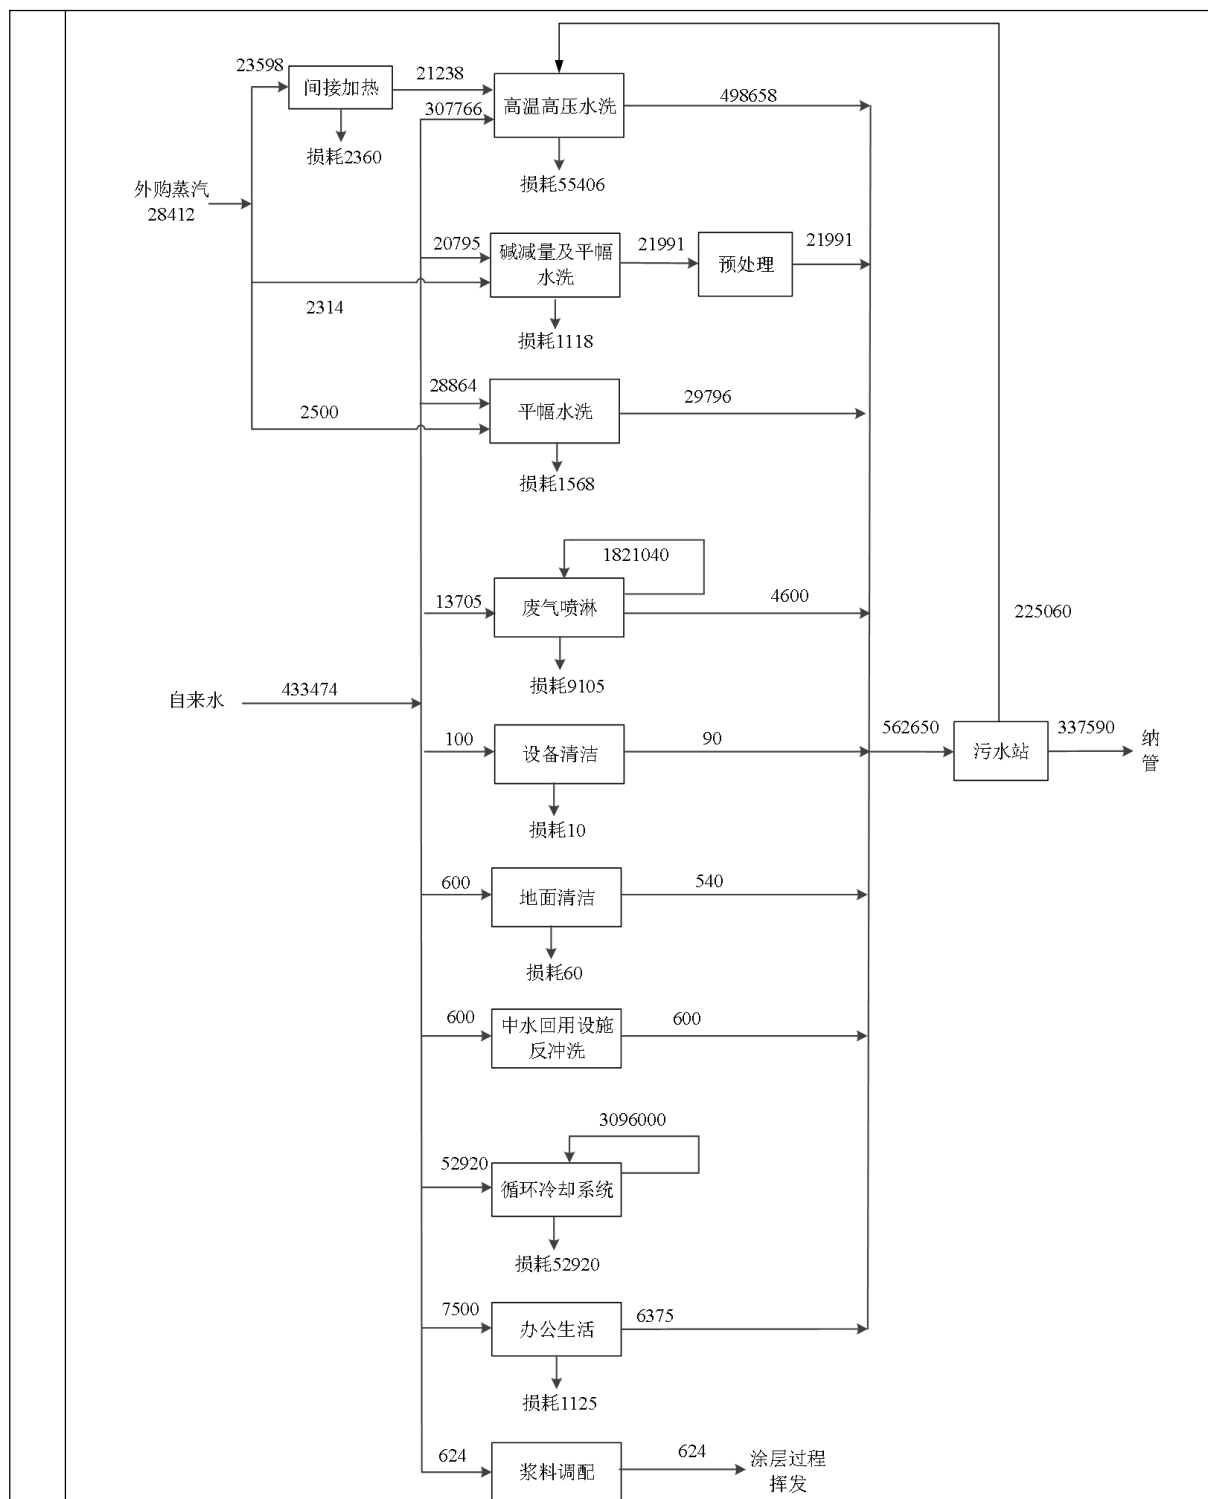 23598
间接加热
21238
307766
高温高压水洗
498658
损耗2360
损耗55406
外购蒸汽
28412
20795
碱减量及平幅
水洗
21991
预处理
21991
2314
损耗1118
28864
平幅水洗
29796
2500
损耗1568
1821040
13705
废气喷淋
4600
225060
损耗9105
自来水
433474
100
设备清洁
90
562650
污水站
337590
纳
管
损耗10
600
地面清洁
540
损耗60
600
中水回用设施
反冲洗
600
3096000
52920
循环冷却系统
损耗52920
7500
办公生活
6375
损耗1125
624
浆料调配
624
涂层过程
挥发